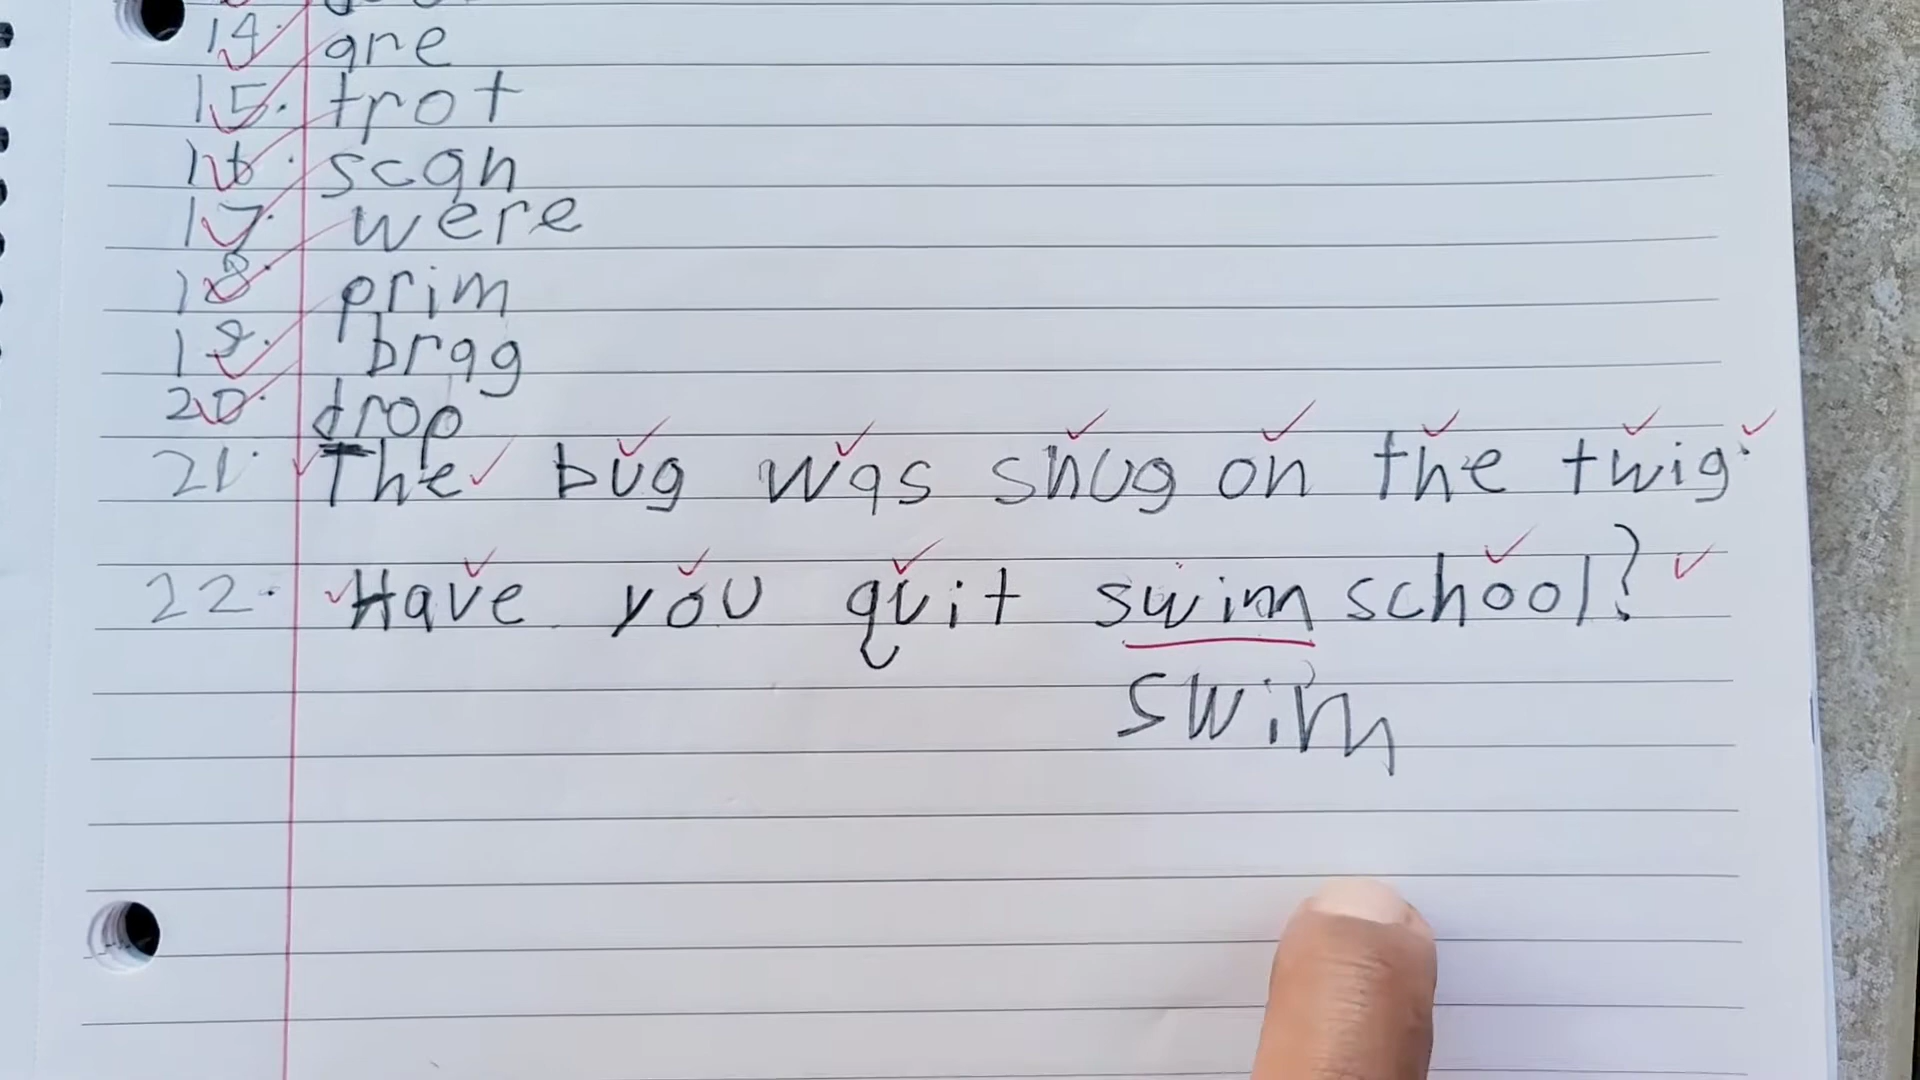 14. are
15. trot
16. scan
17. were
18. prim
19. brag
20. drop
21. The bug was snug on the twig.
22. Have you quit swim school?
swim